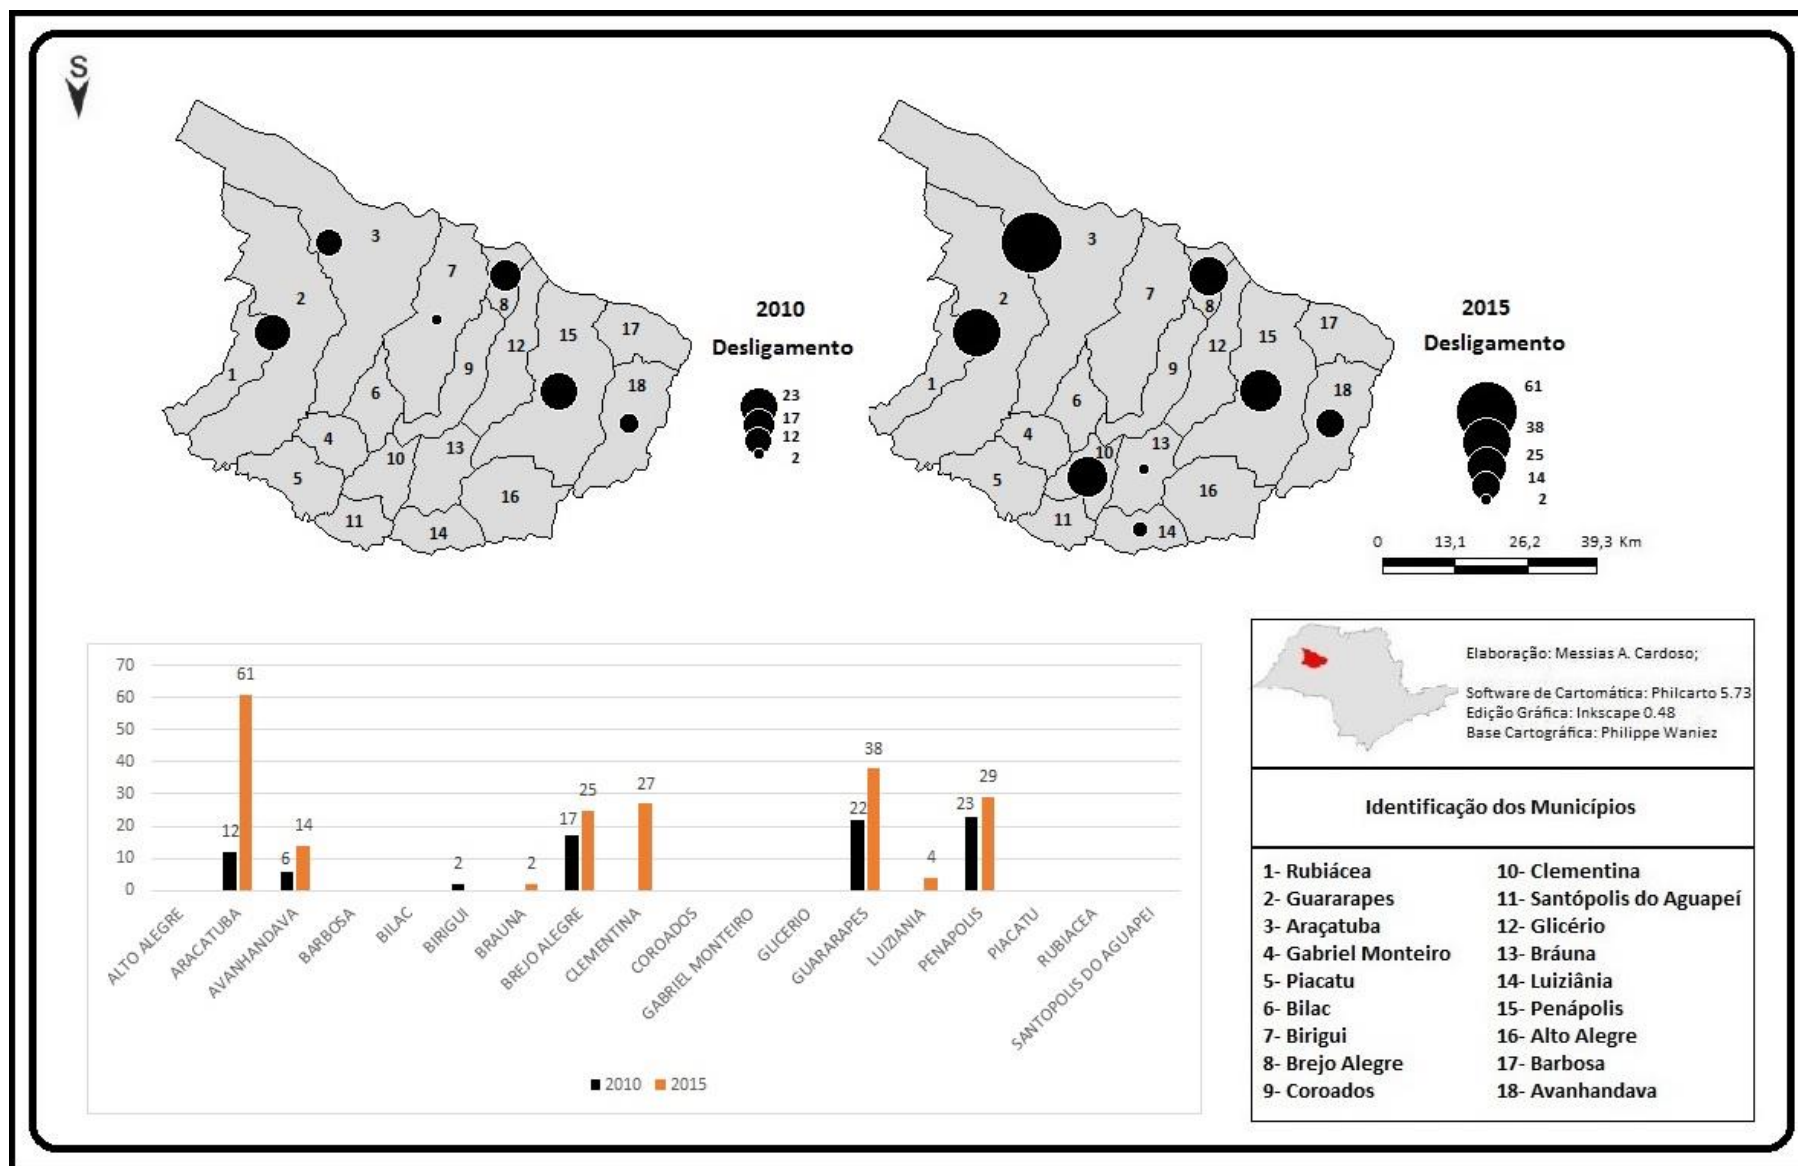 S
3
7
8
2
15
17
12
1
9
18
6
4
13
10
5
16
11
14
2010
Desligamento
23
17
12
2
3
7
2
8
17
15
12
9
1
18
6
4
13
10
5
16
11
14
2015
Desligamento
61
38
25
14
2
0 13,1 26,2 39,3 Km
70
60
50
40
30
20
10
0
12
61
6
14
2
2
17
25
27
22
38
4
23
29
ALTO ALEGRE
ARACATUBA
AVANHANDAVA
BARBOSA
BILAC
BIRIGUI
BRAUNA
BREJO ALEGRE
CLEMENTINA
COROADOS
GABRIEL MONTEIRO
GLICERIO
GUARARAPES
LUIZIANIA
PENAPOLIS
PIACATU
RUBIACEA
SANTOPOLIS DO AGUAPEI
2010 2015
Elaboração: Messias A. Cardoso;
Software de Cartomática: Philcarto 5.73
Edição Gráfica: Inkscape 0.48
Base Cartográfica: Philippe Waniez
Identificação dos Municípios
1- Rubiácea
2- Guararapes
3- Araçatuba
4- Gabriel Monteiro
5- Piacatu
6- Bilac
7- Birigui
8- Brejo Alegre
9- Coroados
10- Clementina
11- Santópolis do Aguapeí
12- Glicério
13- Bráuna
14- Luiziânia
15- Penápolis
16- Alto Alegre
17- Barbosa
18- Avanhandava